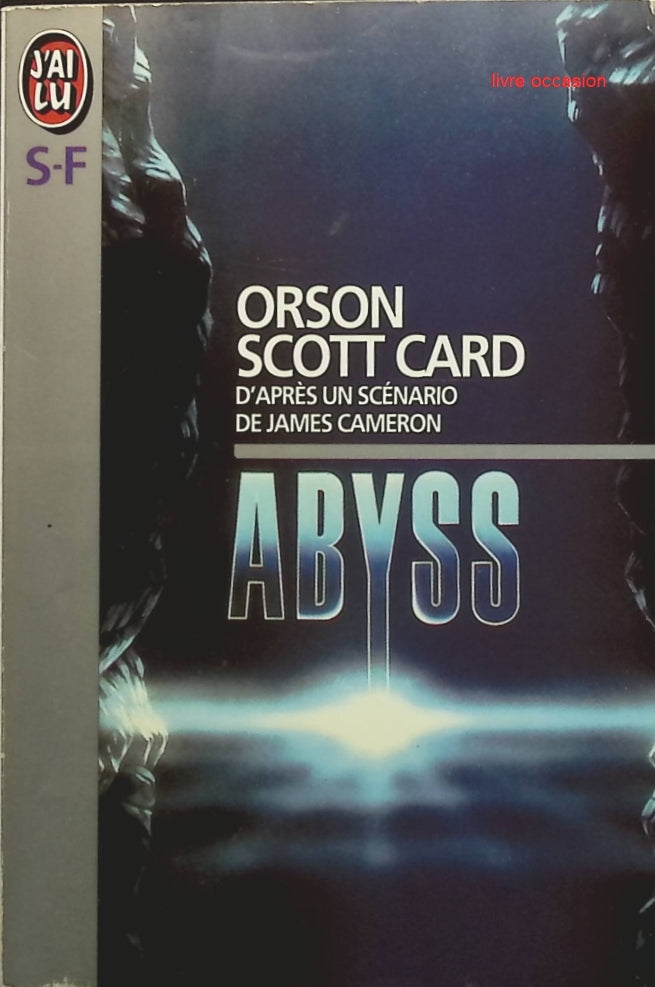 J'AI
LU
S-F
livre occasion
ORSON
SCOTT CARD
D'APRÈS UN SCÉNARIO
DE JAMES CAMERON
ABYSS